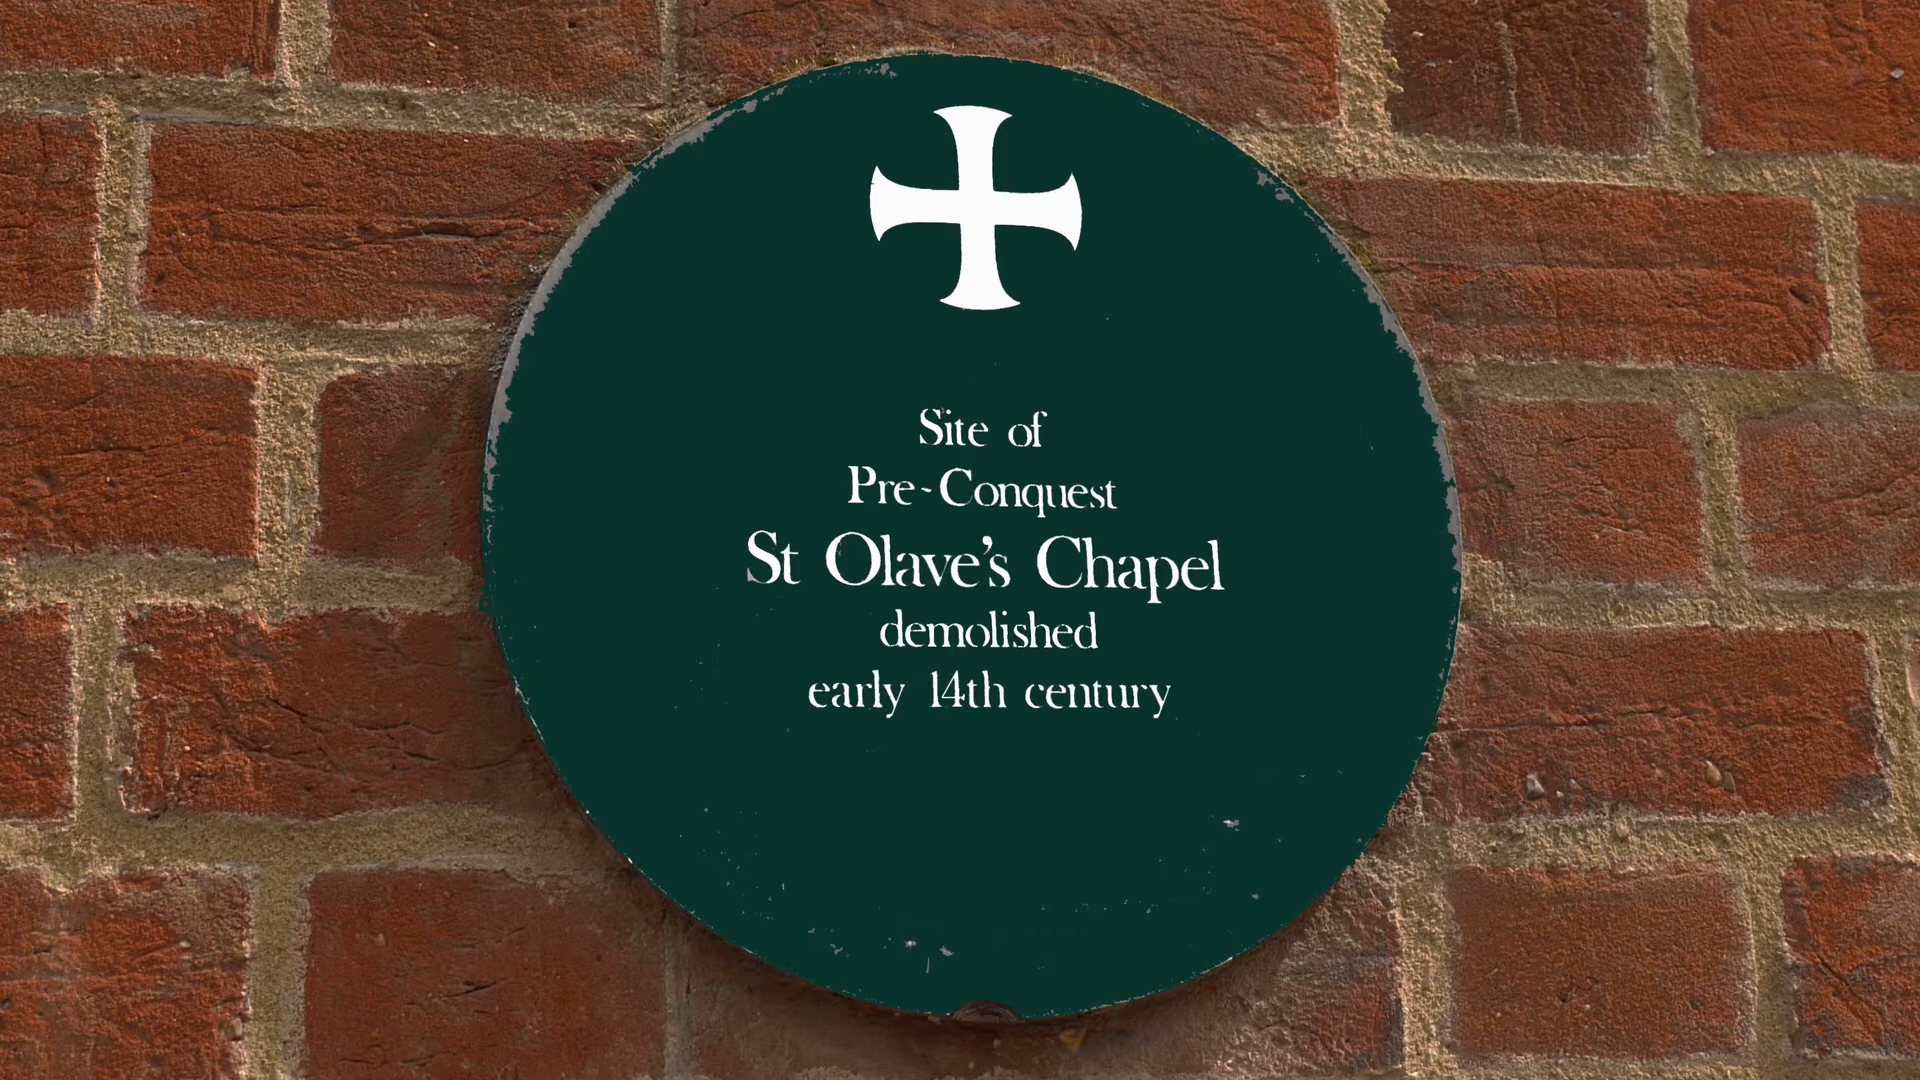 Site of
Pre-Conquest
St Olave's Chapel
demolished
early 14th century